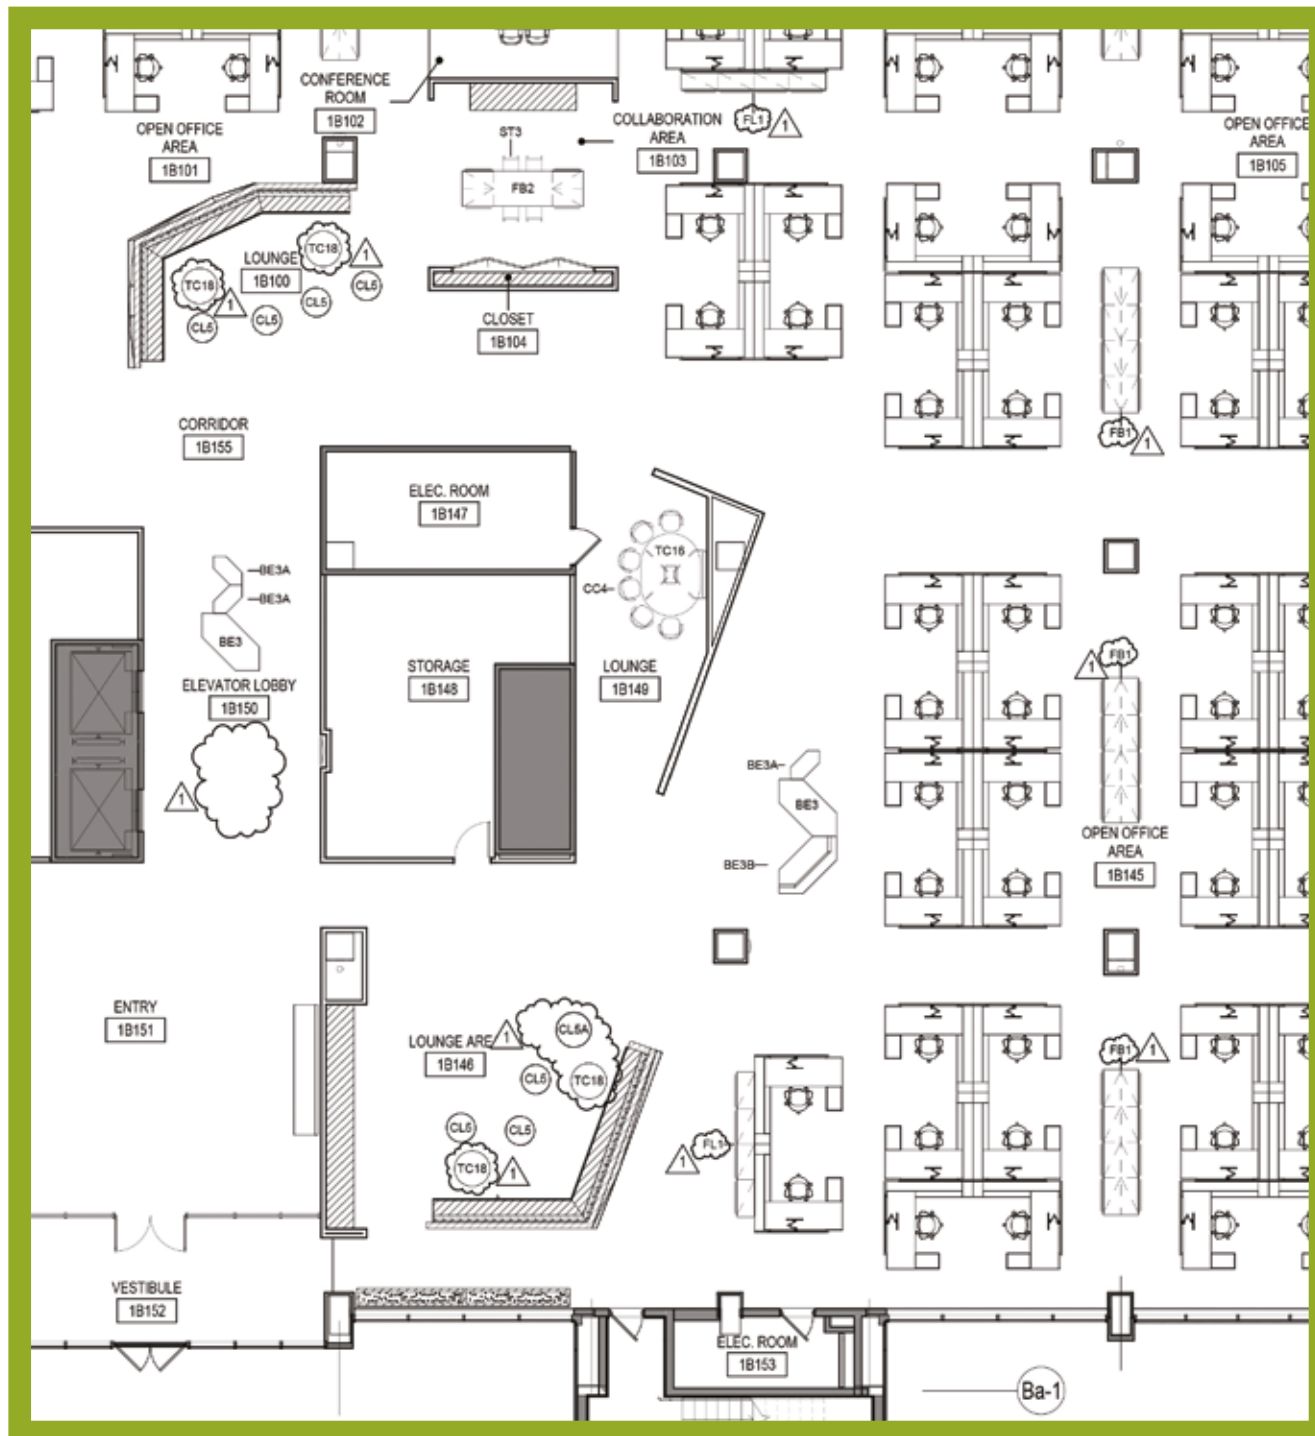 CONFERENCE
ROOM
1B102
OPEN OFFICE
AREA
1B101
ST3
FB2
COLLABORATION
AREA
1B103
FL1
1
OPEN OFFICE
AREA
1B105
TC18
1
LOUNGE
1B100
TC18
1
CL5
CL5
CL5
CL5
CLOSET
1B104
CORRIDOR
1B155
FB1
1
ELEC. ROOM
1B147
TC16
CC4
BE3A
BE3A
BE3
ELEVATOR LOBBY
1B150
1
STORAGE
1B148
LOUNGE
1B149
FB1
1
BE3A
BE3
BE3B
OPEN OFFICE
AREA
1B145
ENTRY
1B151
LOUNGE ARE
1B146
1
CL5A
CL5
TC18
CL5
CL5
TC18
1
FL1
1
FB1
1
VESTIBULE
1B152
ELEC. ROOM
1B153
Ba-1